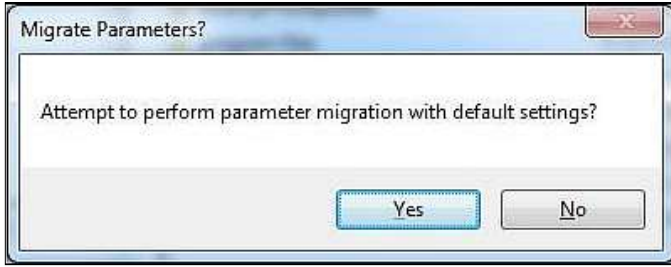 Migrate Parameters?
Attempt to perform parameter migration with default settings?
Yes
No